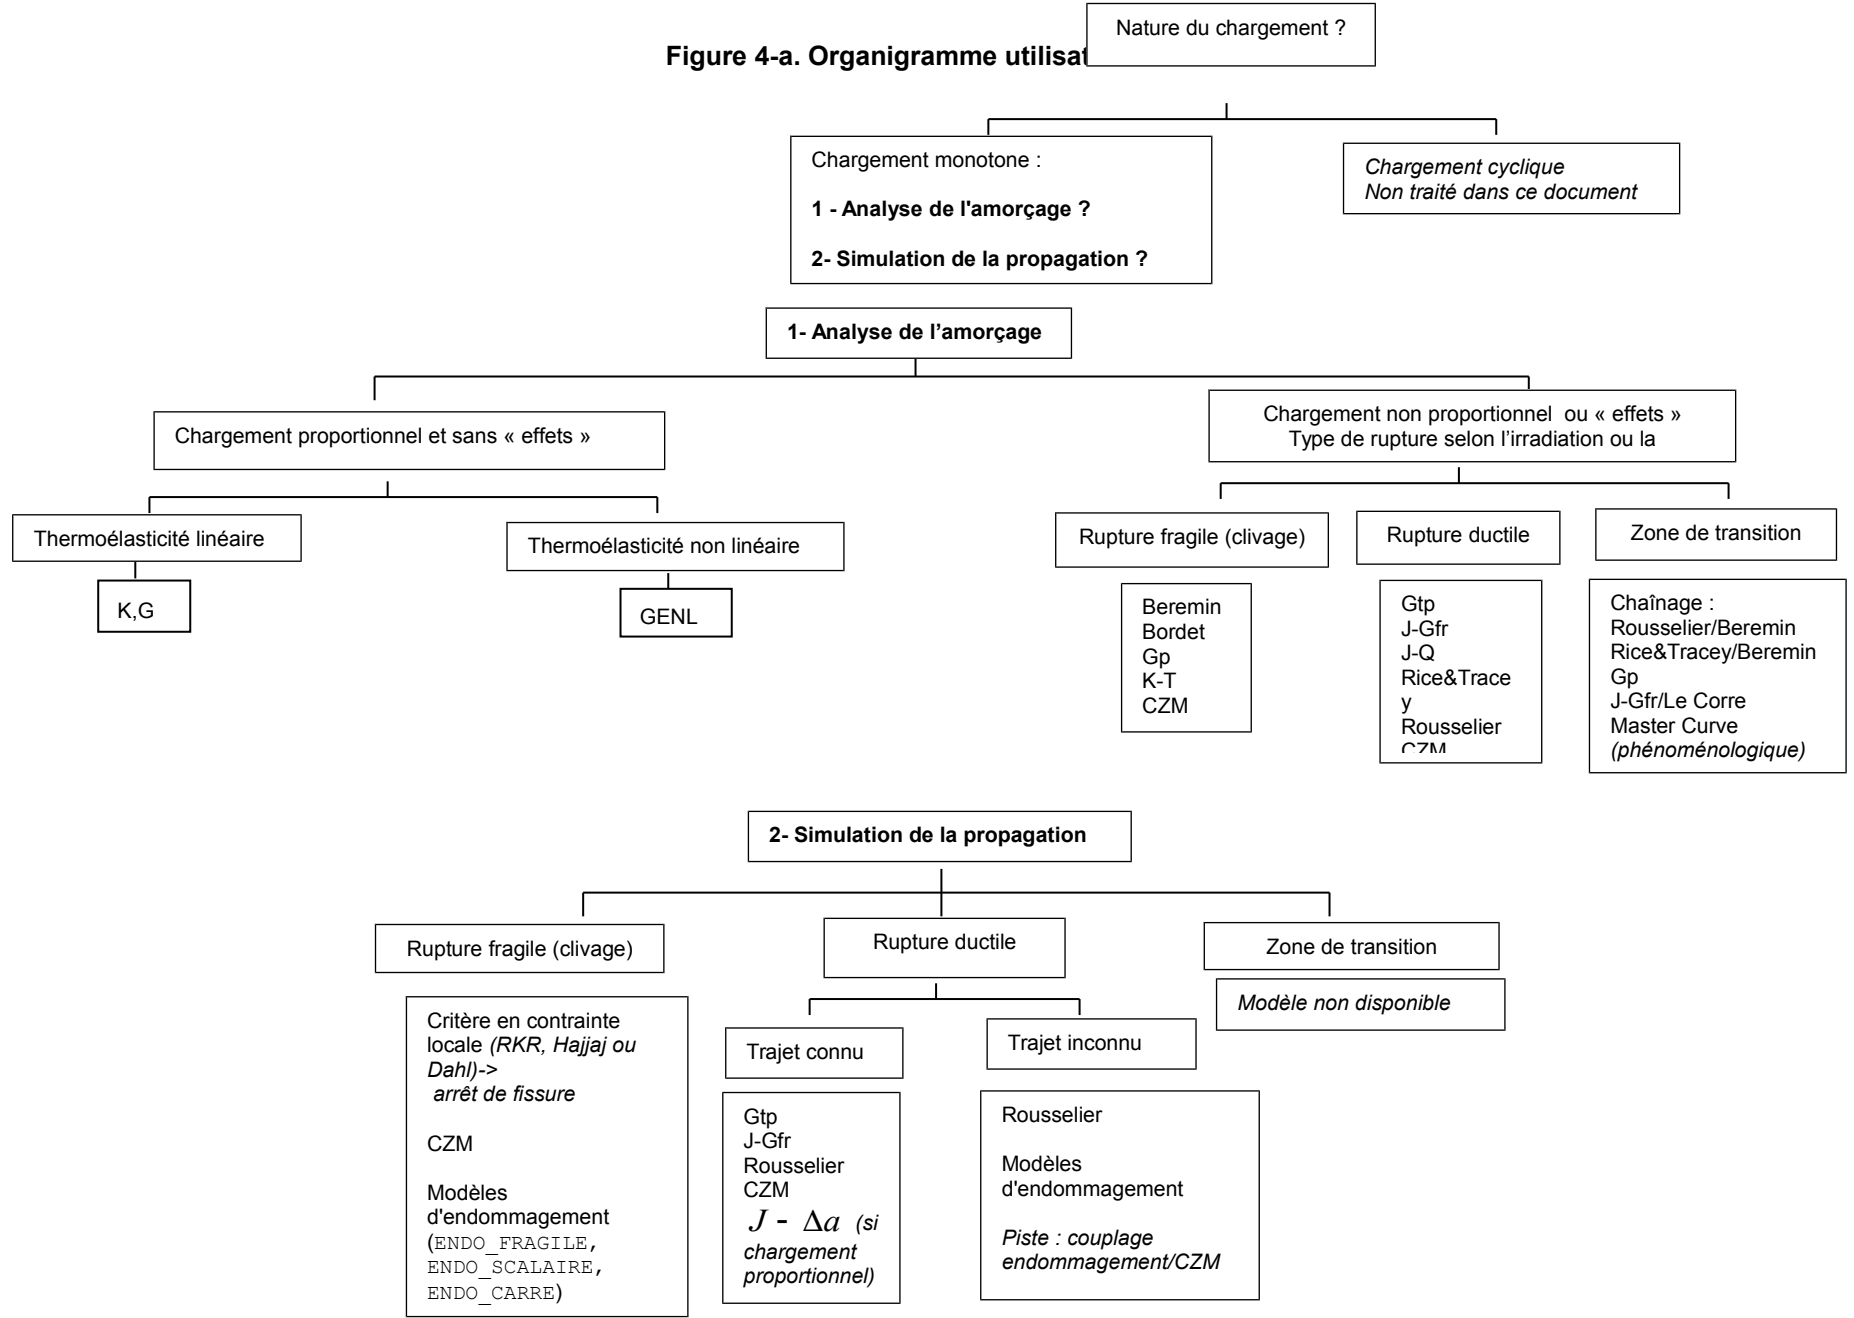 Nature du chargement ?
Figure 4-a. Organigramme utilisat
Chargement monotone :
1 - Analyse de l'amorçage ?
2- Simulation de la propagation ?
Chargement cyclique
Non traité dans ce document
1- Analyse de l’amorçage
Chargement proportionnel et sans « effets »
Chargement non proportionnel ou « effets »
Type de rupture selon l’irradiation ou la
Thermoélasticité linéaire
Thermoélasticité non linéaire
K,G
GENL
Rupture fragile (clivage)
Rupture ductile
Zone de transition
Beremin
Bordet
Gp
K-T
CZM
Gtp
J-Gfr
J-Q
Rice&Trace
y
Rousselier
CZM
Chaînage :
Rousselier/Beremin
Rice&Tracey/Beremin
Gp
J-Gfr/Le Corre
Master Curve
(phénoménologique)
2- Simulation de la propagation
Rupture fragile (clivage)
Rupture ductile
Zone de transition
Modèle non disponible
Critère en contrainte
locale (RKR, Hajjaj ou
Dahl)->
arrêt de fissure
CZM
Modèles
d'endommagement
(ENDO_FRAGILE,
ENDO_SCALAIRE,
ENDO_CARRE)
Trajet connu
Trajet inconnu
Gtp
J-Gfr
Rousselier
CZM
J - Δa (si
chargement
proportionnel)
Rousselier
Modèles
d'endommagement
Piste : couplage
endommagement/CZM